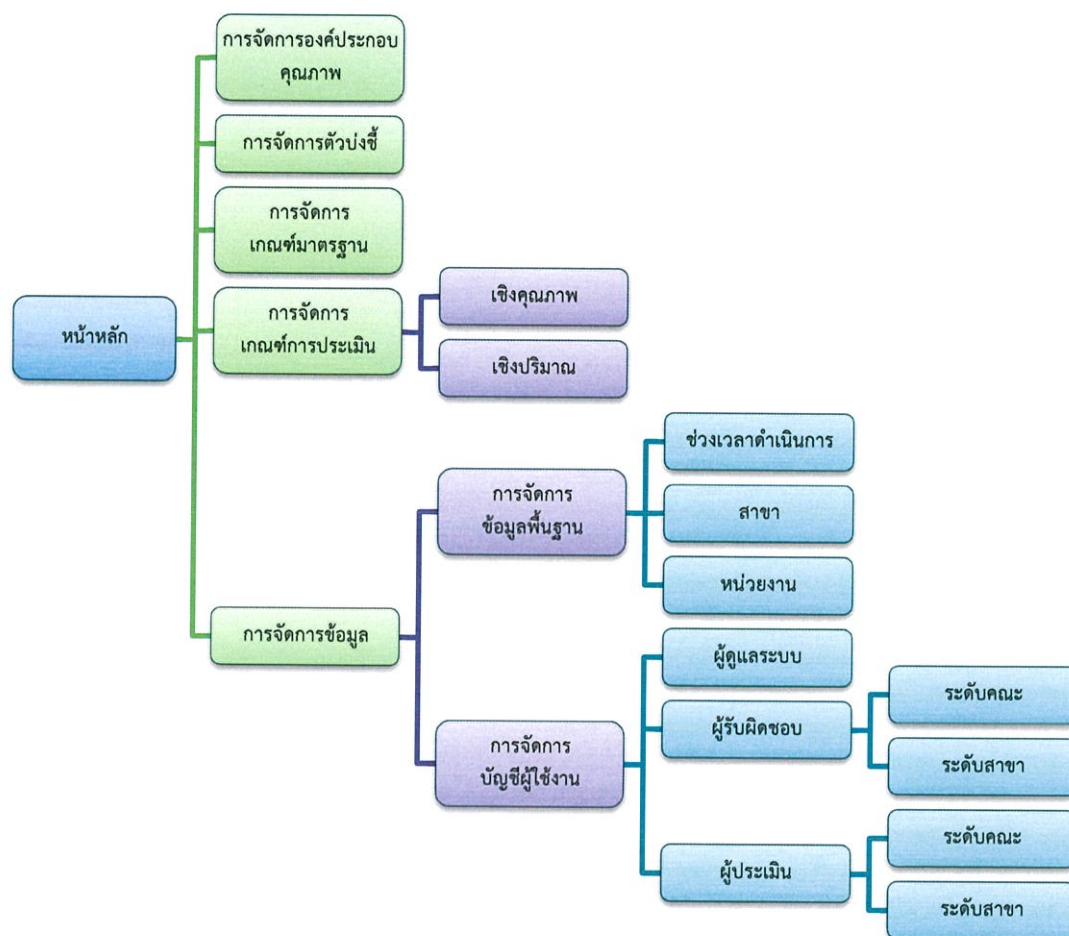 การจัดการองค์ประกอบ
คุณภาพ
การจัดการตัวบ่งชี้
การจัดการ
เกณฑ์มาตรฐาน
หน้าหลัก
การจัดการ
เกณฑ์การประเมิน
เชิงคุณภาพ
เชิงปริมาณ
การจัดการข้อมูล
การจัดการ
ข้อมูลพื้นฐาน
ช่วงเวลาดำเนินการ
สาขา
หน่วยงาน
การจัดการ
บัญชีผู้ใช้งาน
ผู้ดูแลระบบ
ผู้รับผิดชอบ
ระดับคณะ
ระดับสาขา
ผู้ประเมิน
ระดับคณะ
ระดับสาขา